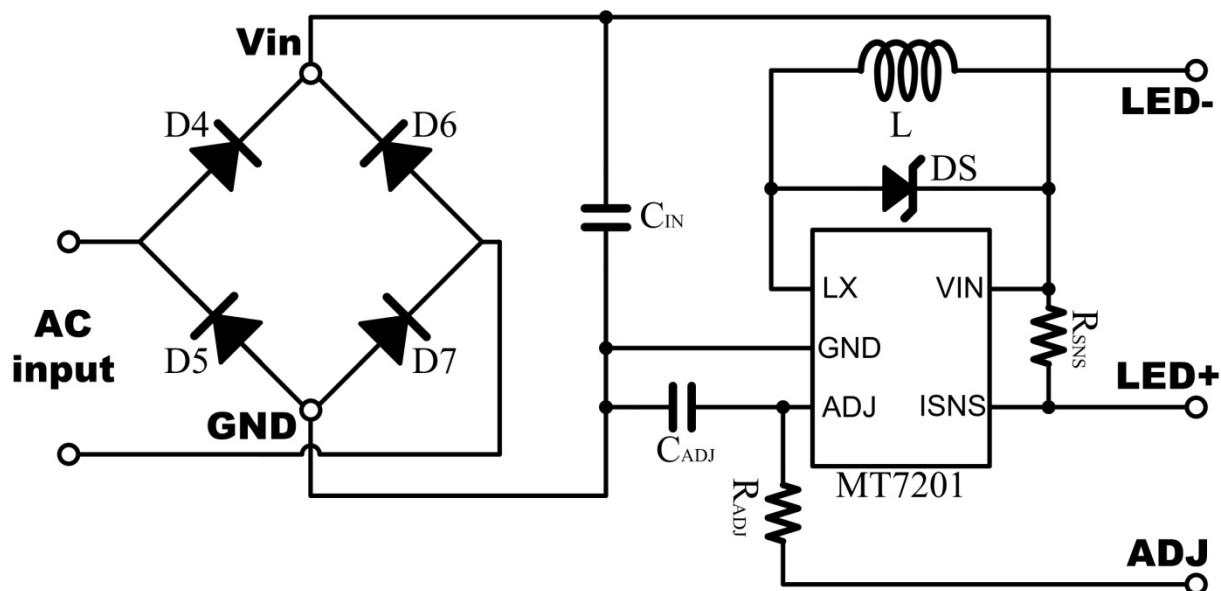 Vin
D4
D6
AC
input
D5
D7
GND
CIN
L
LED-
DS
LX
VIN
GND
RSNS
LED+
ADJ
ISNS
CADJ
MT7201
RADJ
ADJ